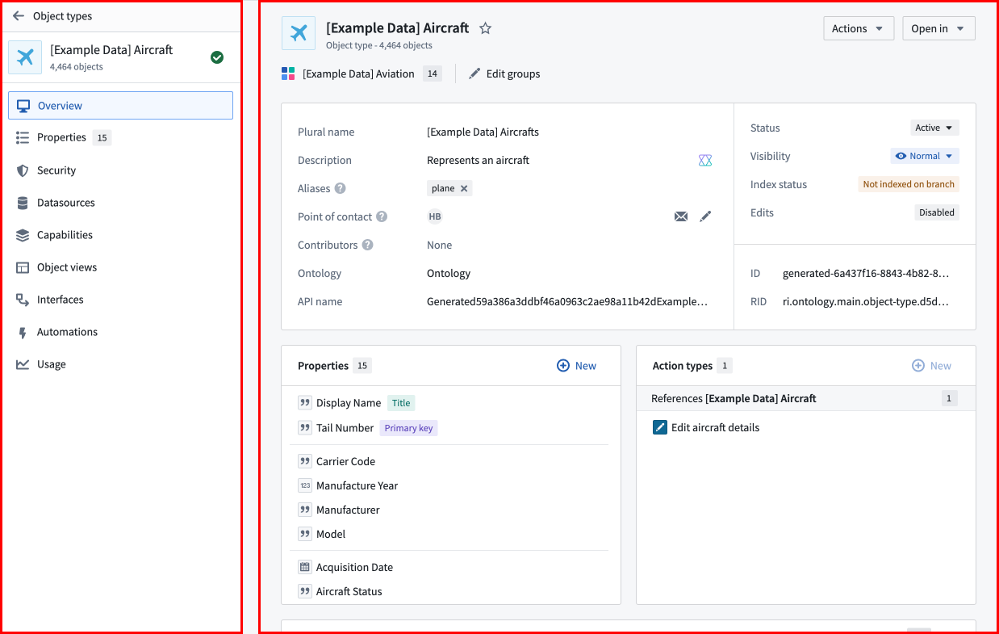 Object types
[Example Data] Aircraft
4,464 objects
Overview
Properties 15
Security
Datasources
Capabilities
Object views
Interfaces
Automations
Usage
[Example Data] Aircraft
Object type - 4,464 objects
Actions
Open in
[Example Data] Aviation 14
Edit groups
Plural name [Example Data] Aircrafts
Description Represents an aircraft
Aliases ? plane
Point of contact ? HB
Contributors ? None
Ontology Ontology
API name Generated59a386a3ddbf46a0963c2ae98a11b42dExample…
Status Active
Visibility Normal
Index status Not indexed on branch
Edits Disabled
ID generated-6a437f16-8843-4b82-8…
RID ri.ontology.main.object-type.d5d…
Properties 15 New
Display Name Title
Tail Number Primary key
Carrier Code
123 Manufacture Year
Manufacturer
Model
Acquisition Date
Aircraft Status
Action types 1 New
References [Example Data] Aircraft 1
Edit aircraft details